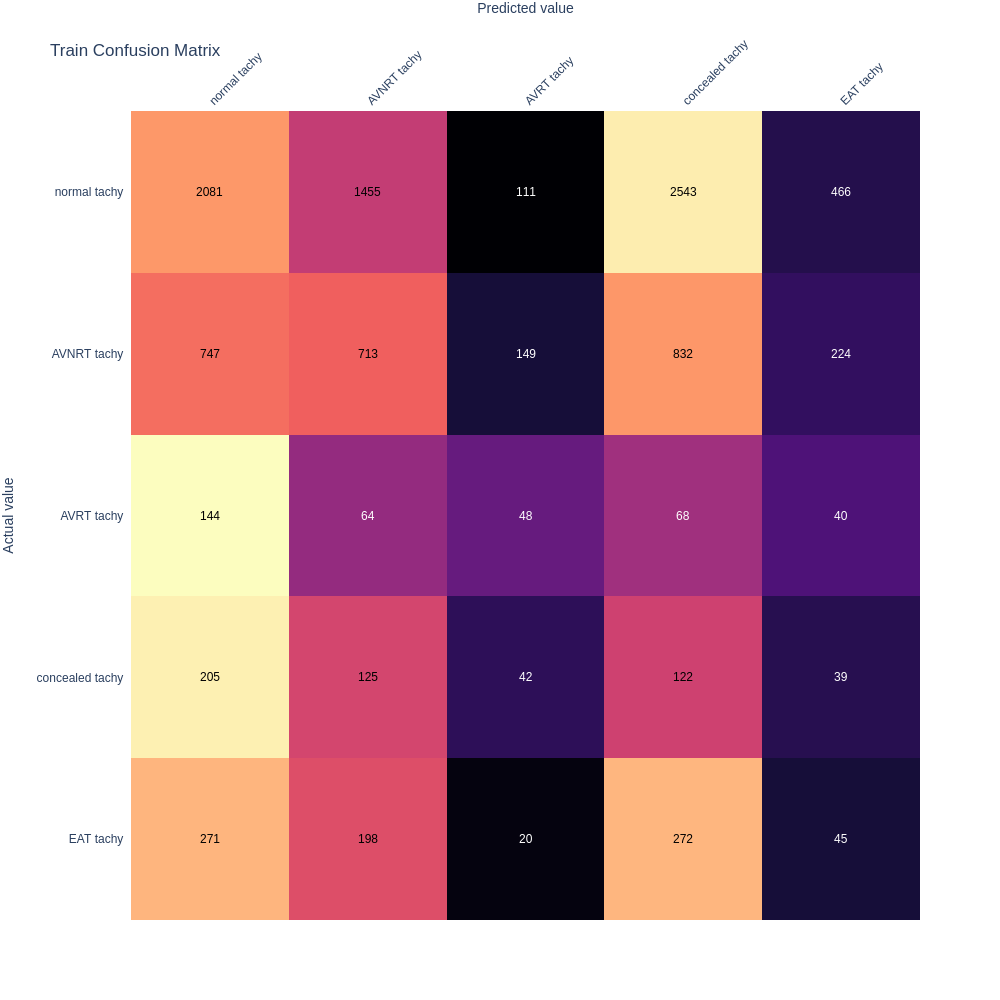 Predicted value
Train Confusion Matrix
normal tachy
AVNRT tachy
AVRT tachy
concealed tachy
EAT tachy
normal tachy 2081 1455 111 2543 466
AVNRT tachy 747 713 149 832 224
Actual value
AVRT tachy 144 64 48 68 40
concealed tachy 205 125 42 122 39
EAT tachy 271 198 20 272 45